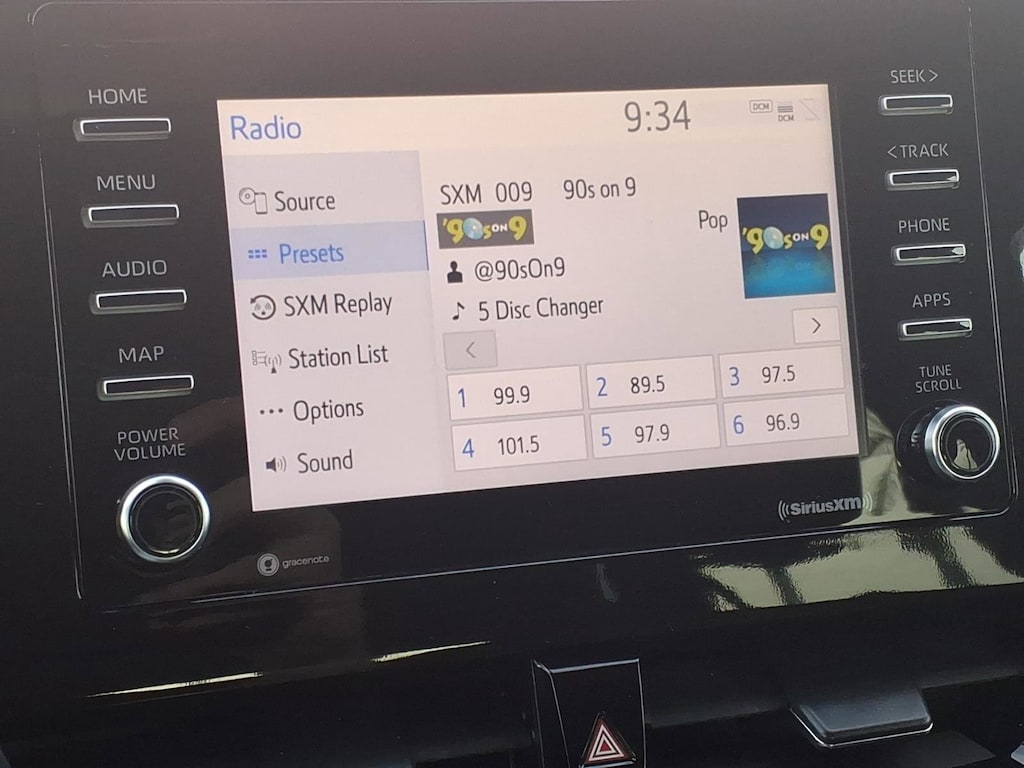 HOME
MENU
AUDIO
MAP
POWER
VOLUME
Radio
9:34
DCM
DCM
Source
Presets
SXM Replay
Station List
Options
Sound
SXM 009 90s on 9
'90s ON 9
Pop
'90s ON 9
@90sOn9
5 Disc Changer
<
>
1 99.9
2 89.5
3 97.5
4 101.5
5 97.9
6 96.9
SEEK >
< TRACK
PHONE
APPS
TUNE
SCROLL
gracenote
((SiriusXM))